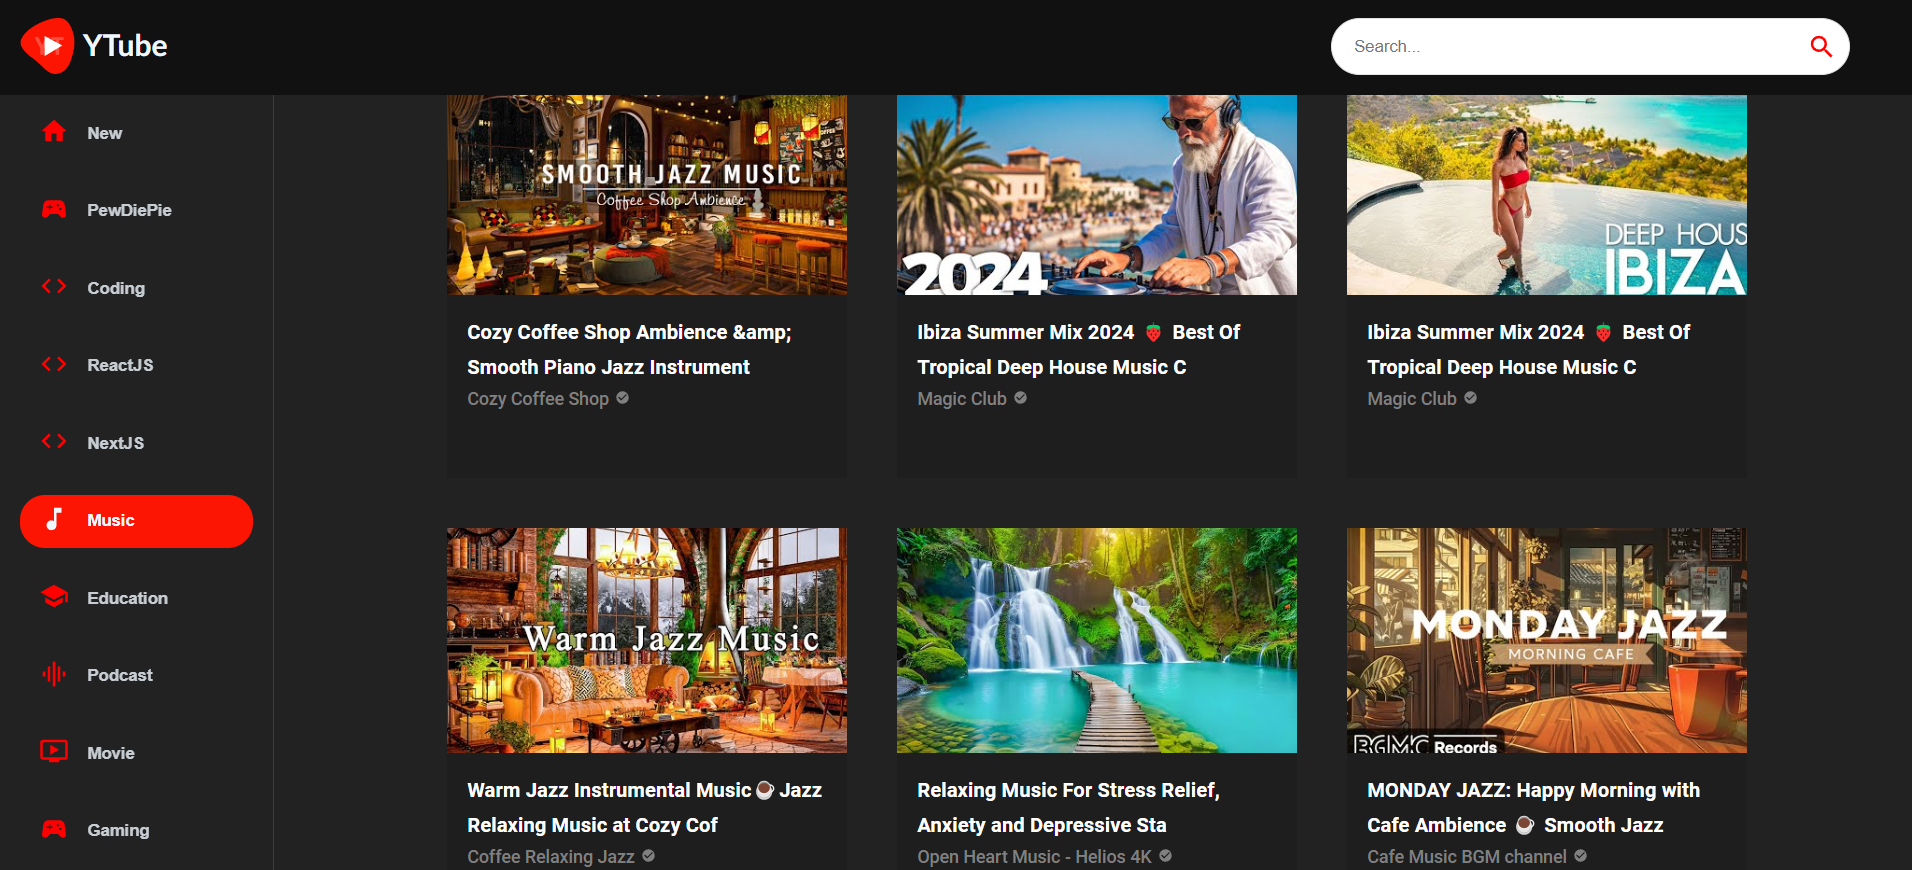 YTube
Search...
New
PewDiePie
Coding
ReactJS
NextJS
Music
Education
Podcast
Movie
Gaming
SMOOTH JAZZ MUSIC
Coffee Shop Ambience
2024
DEEP HOUS
IBIZA
Cozy Coffee Shop Ambience &amp;
Smooth Piano Jazz Instrument
Cozy Coffee Shop
Ibiza Summer Mix 2024 🍓 Best Of
Tropical Deep House Music C
Magic Club
Ibiza Summer Mix 2024 🍓 Best Of
Tropical Deep House Music C
Magic Club
Warm Jazz Music
MONDAY JAZZ
MORNING CAFE
BGMC Records
Warm Jazz Instrumental Music☕ Jazz
Relaxing Music at Cozy Cof
Coffee Relaxing Jazz
Relaxing Music For Stress Relief,
Anxiety and Depressive Sta
Open Heart Music - Helios 4K
MONDAY JAZZ: Happy Morning with
Cafe Ambience ☕ Smooth Jazz
Cafe Music BGM channel